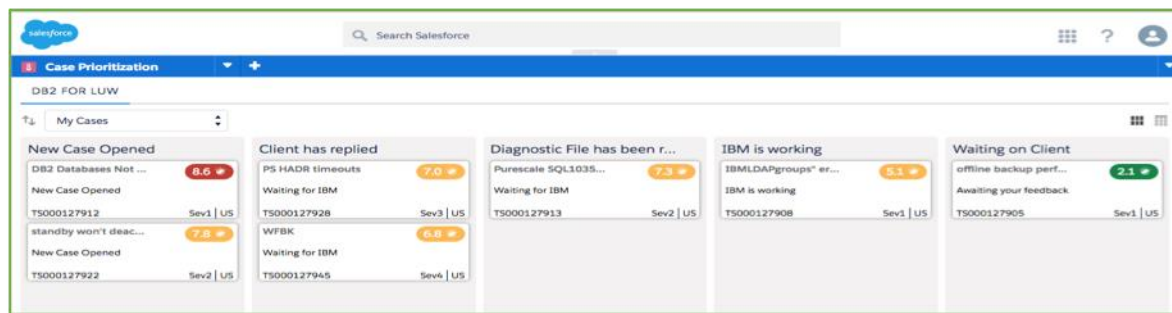 salesforce
Search Salesforce
?
Case Prioritization
+
DB2 FOR LUW
My Cases
New Case Opened
DB2 Databases Not ...
8.6
New Case Opened
TS000127912 Sev1 | US
standby won't deac...
7.8
New Case Opened
TS000127922 Sev2 | US
Client has replied
PS HADR timeouts
7.0
Waiting for IBM
TS000127928 Sev3 | US
WFBK
6.8
Waiting for IBM
TS000127945 Sev4 | US
Diagnostic File has been r...
Purescale SQL1035...
7.3
Waiting for IBM
TS000127913 Sev2 | US
IBM is working
IBMLDAPgroups" er...
5.1
IBM is working
TS000127908 Sev1 | US
Waiting on Client
offline backup perf...
2.1
Awaiting your feedback
TS000127905 Sev1 | US